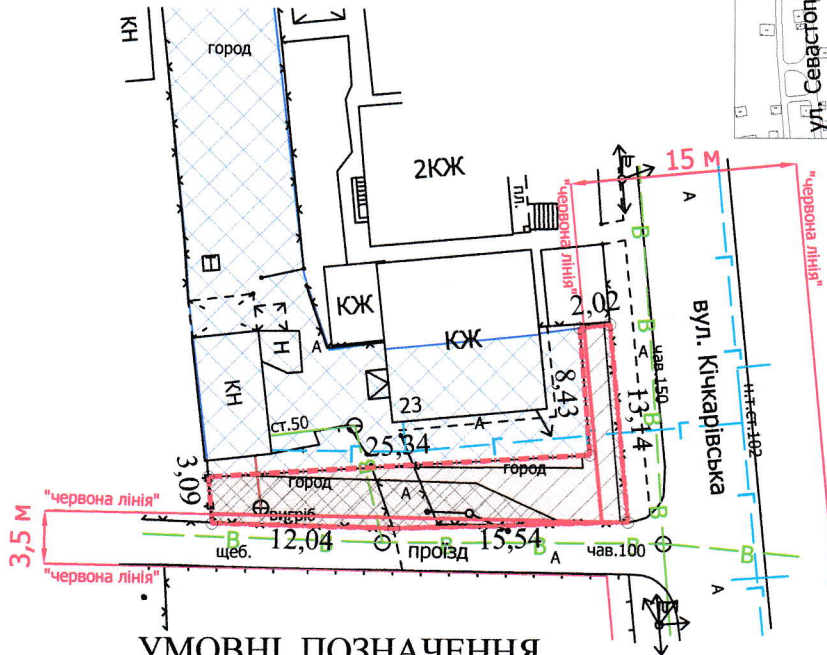 КН
город
ул. Севастоп
15 м
А
"червона лінія"
"червона лінія"
2КЖ
пл.
В
Н
КЖ
КЖ
2,02
В
А
чав.150
вул. Кічкарівська
н.т.ст.102
А
Н
КН
23
А
8,43
13,14
ст.50
25,34
Г
Г
Г
В
город
город
3,09
А
"червона лінія"
вигріб
3,5 м
12,04
15,54
В
щеб.
В
В
проїзд
В
А
чав.100
В
В
"червона лінія"
А
УМОВНІ ПОЗНАЧЕННЯ